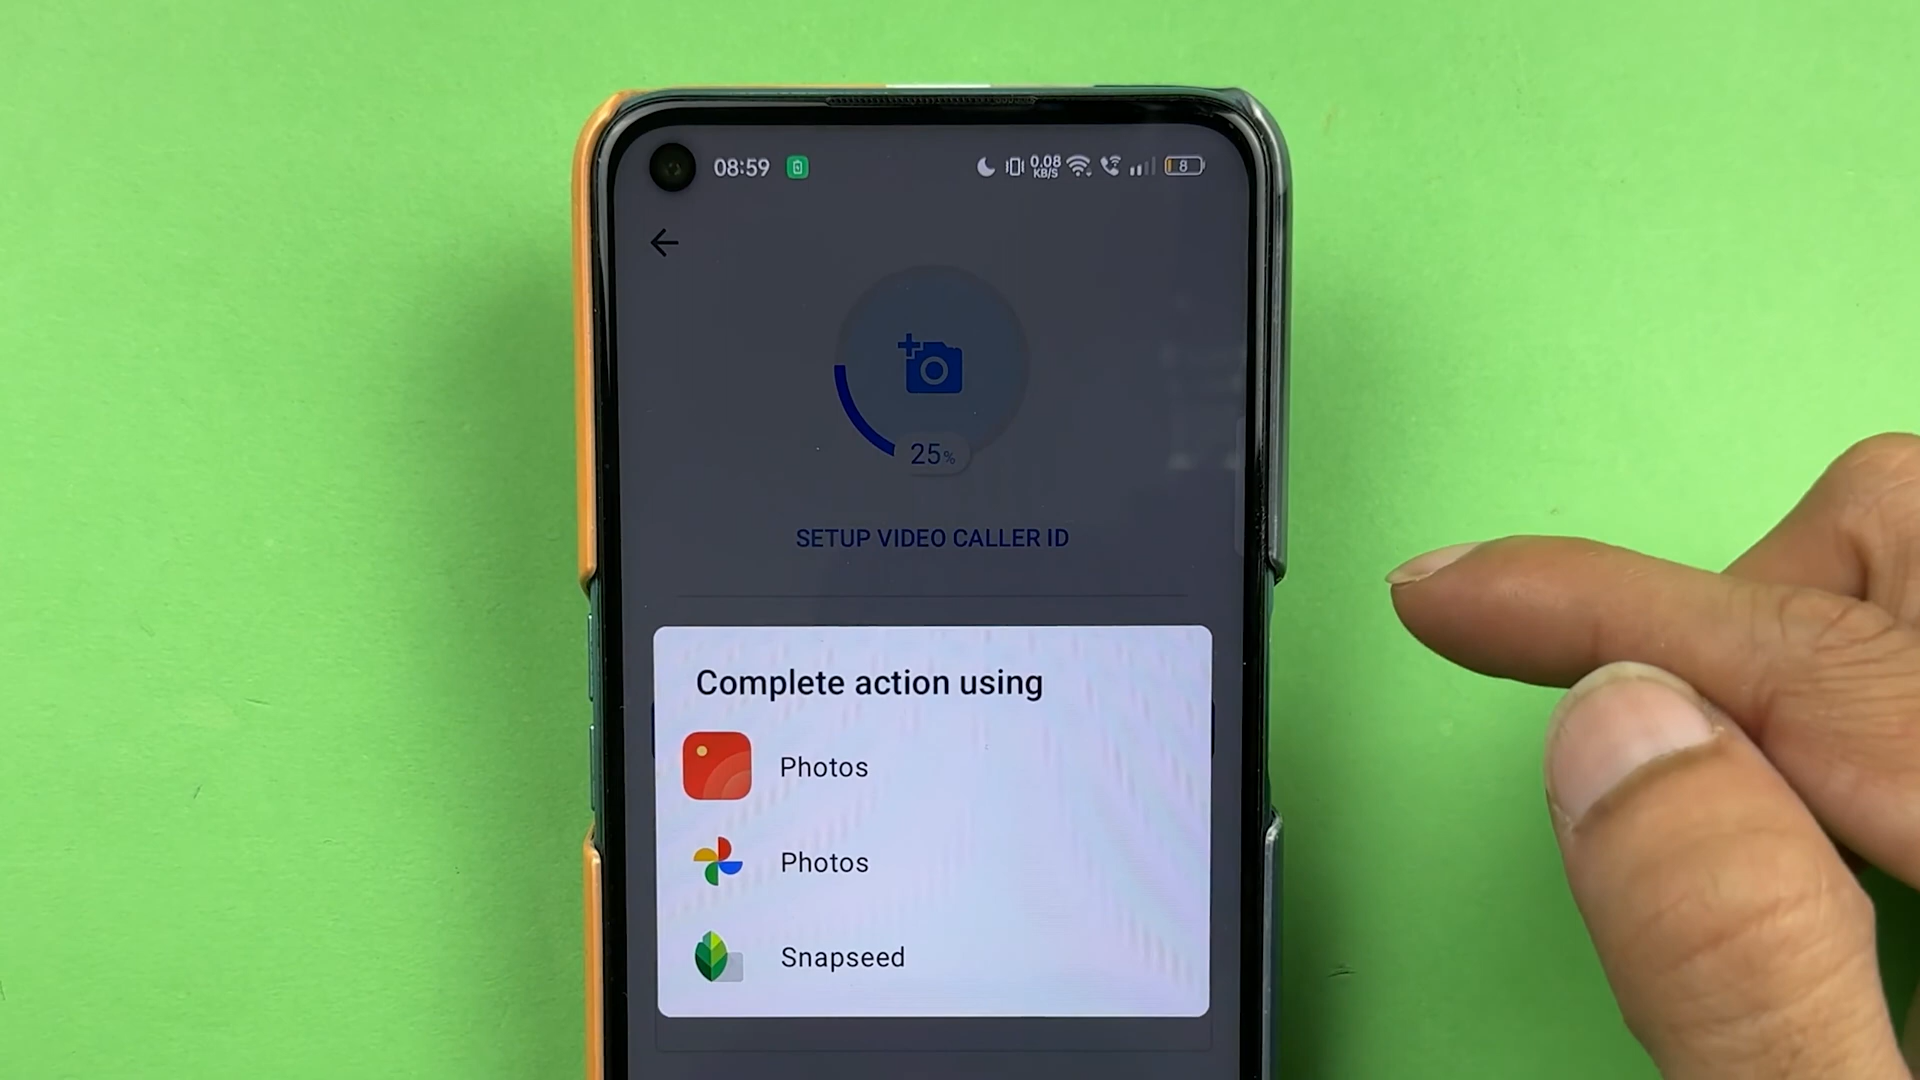 08:59 0.08 KB/S 8
25%
SETUP VIDEO CALLER ID
Complete action using
Photos
Photos
Snapseed